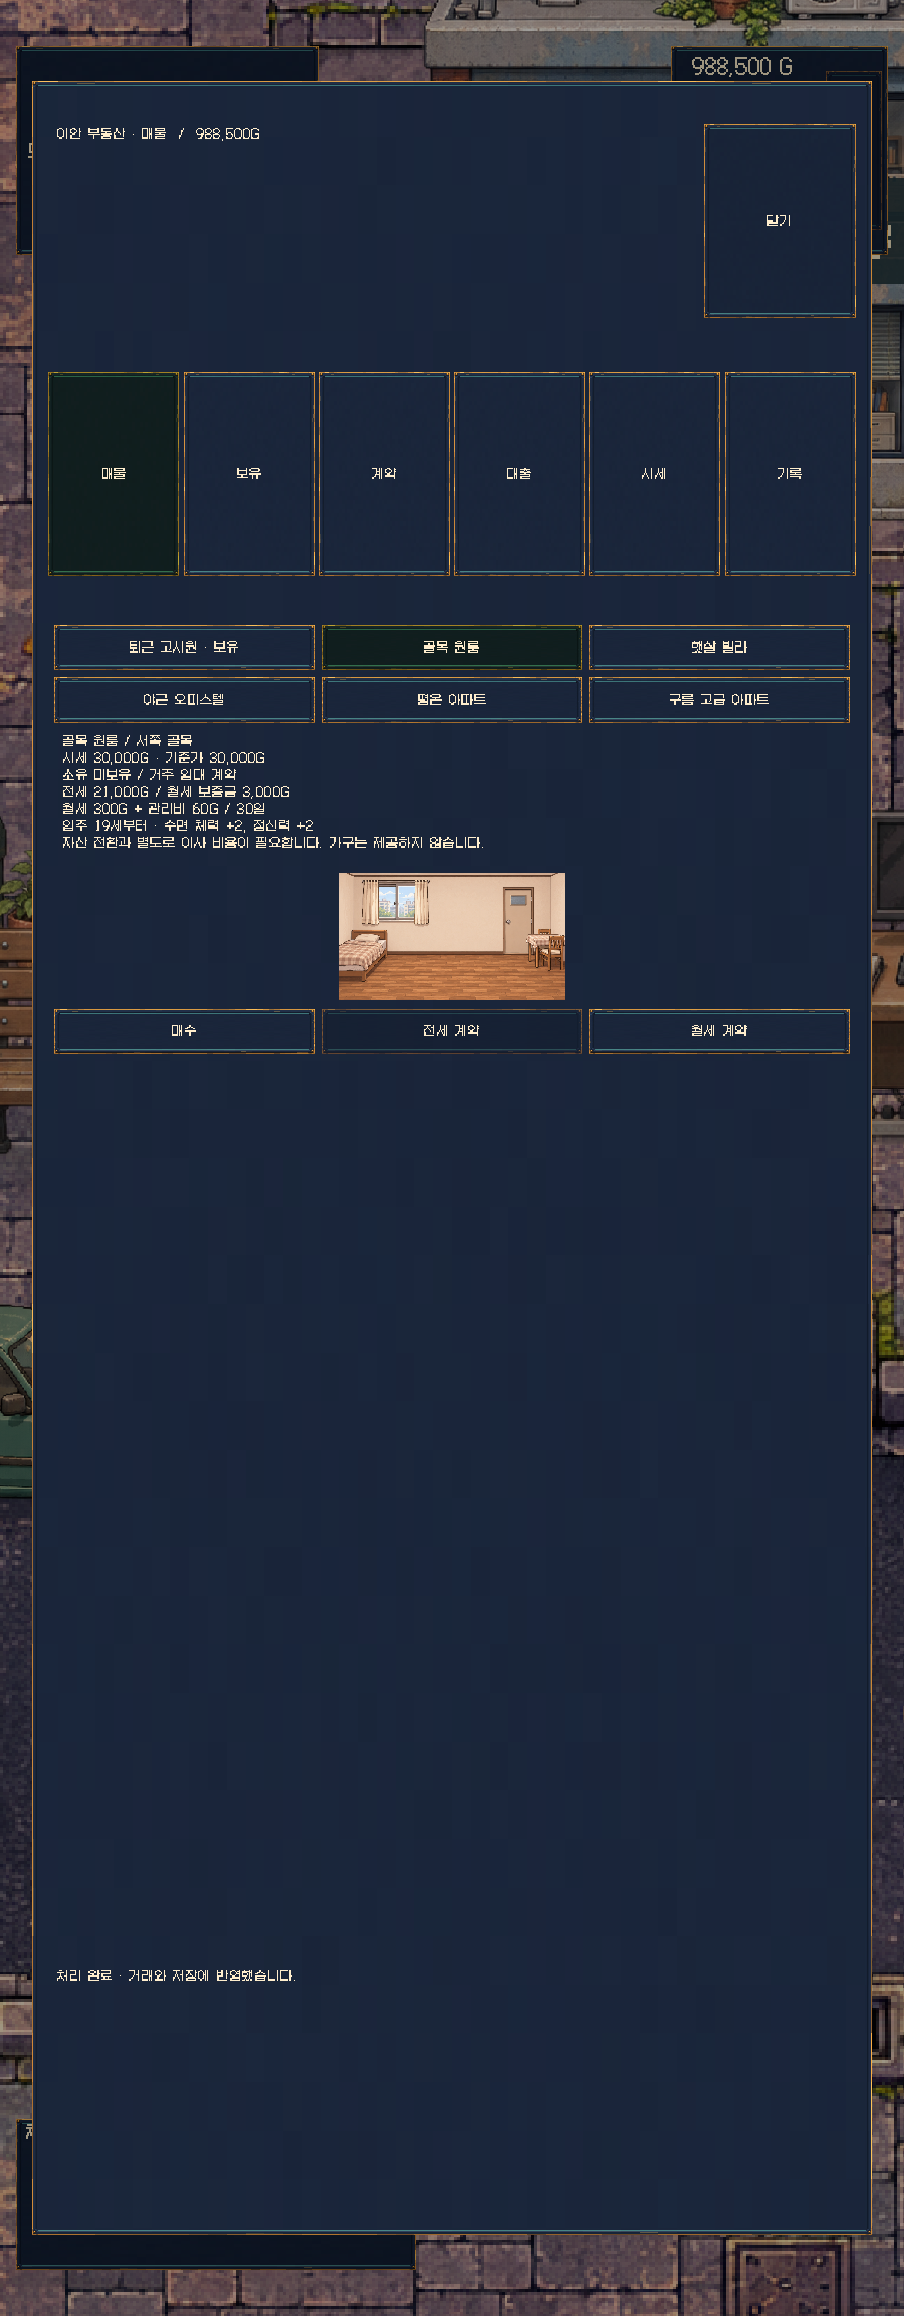 988,500 G
이안 부동산 · 매물 / 988,500G
닫기
매물
보유
계약
대출
시세
기록
퇴근 고시원 · 보유
골목 원룸
햇살 빌라
야근 오피스텔
평온 아파트
구름 고급 아파트
골목 원룸 / 서쪽 골목
시세 30,000G · 기준가 30,000G
소유 미보유 / 거주 임대 계약
전세 21,000G / 월세 보증금 3,000G
월세 300G + 관리비 60G / 30일
입주 19세부터 · 수면 체력 +2, 정신력 +2
자산 전환과 별도로 이사 비용이 필요합니다. 가구는 제공하지 않습니다.
매수
전세 계약
월세 계약
처리 완료 · 거래와 저장에 반영했습니다.